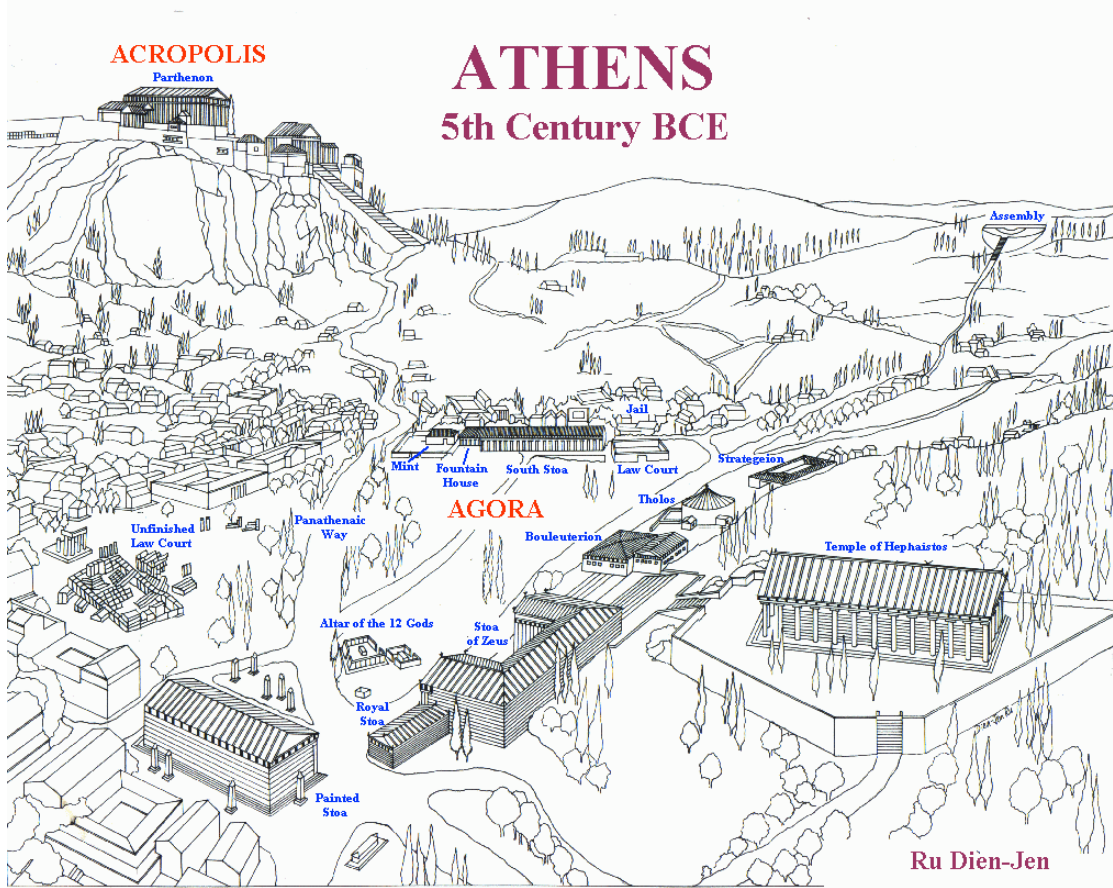 ATHENS
5th Century BCE
ACROPOLIS
Parthenon
Assembly
Jail
Mint
Fountain
House
South Stoa
Law Court
Strategeion
AGORA
Tholos
Unfinished
Law Court
Panathenaic
Way
Bouleuterion
Temple of Hephaistos
Altar of the 12 Gods
Stoa
of Zeus
Royal
Stoa
Painted
Stoa
Ru Dien-Jen